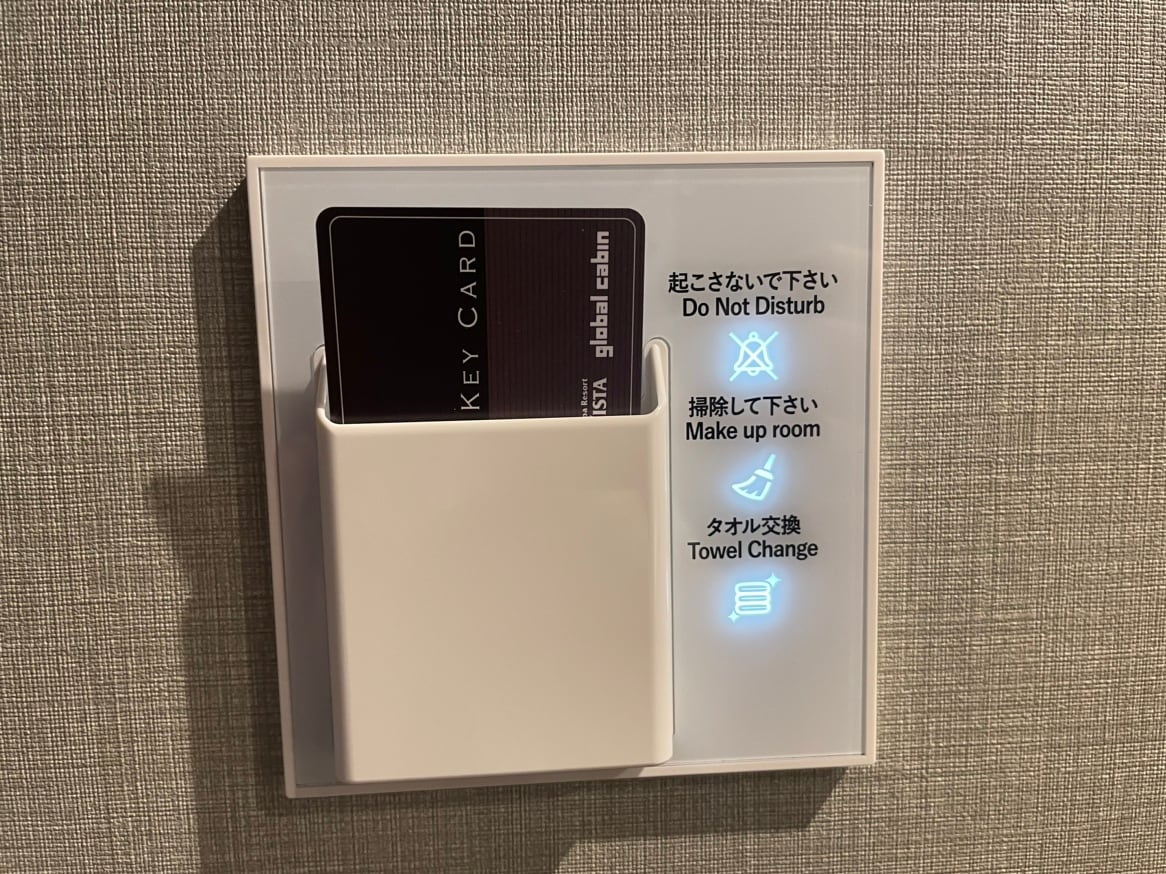 KEY CARD
global cabin
起こさないで下さい
Do Not Disturb
掃除して下さい
Make up room
タオル交換
Towel Change